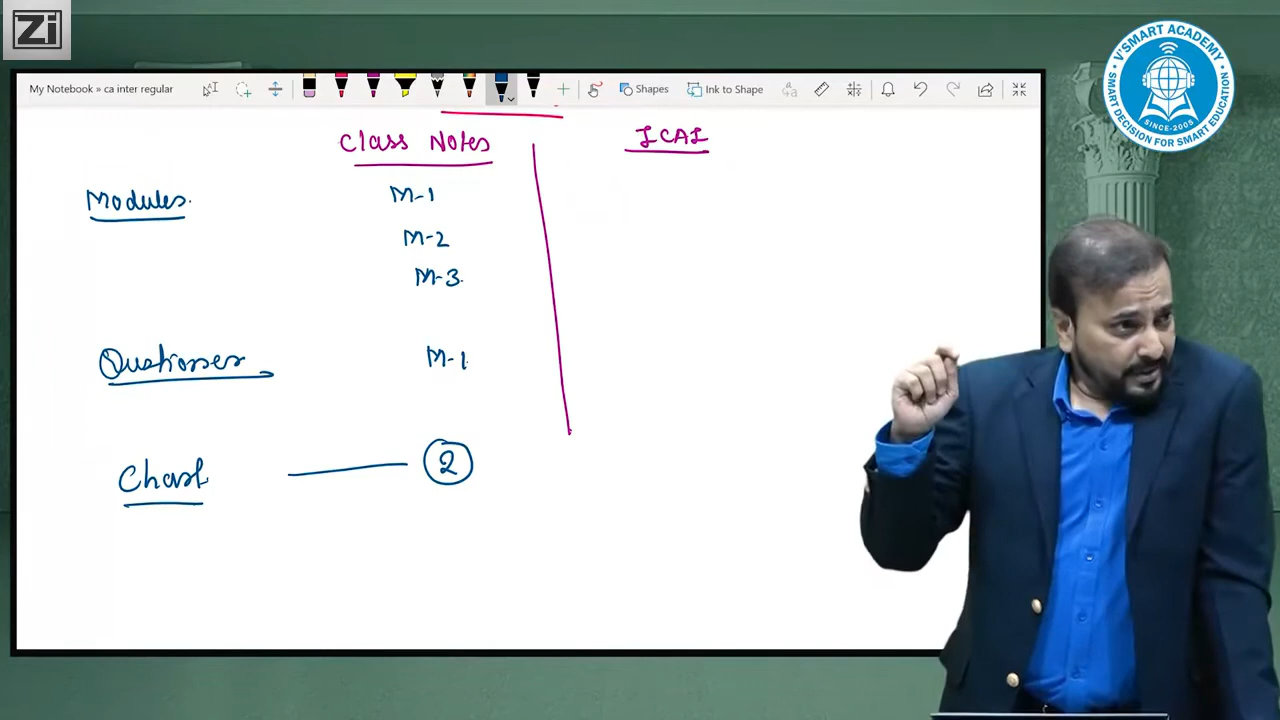 Zi
V'SMART ACADEMY
SMART DECISION FOR SMART EDUCATION
SINCE-2005
My Notebook » ca inter regular
Shapes
Ink to Shape
Class Notes
ICAI
Modules
M-1
M-2
M-3
M-1
Chart
2